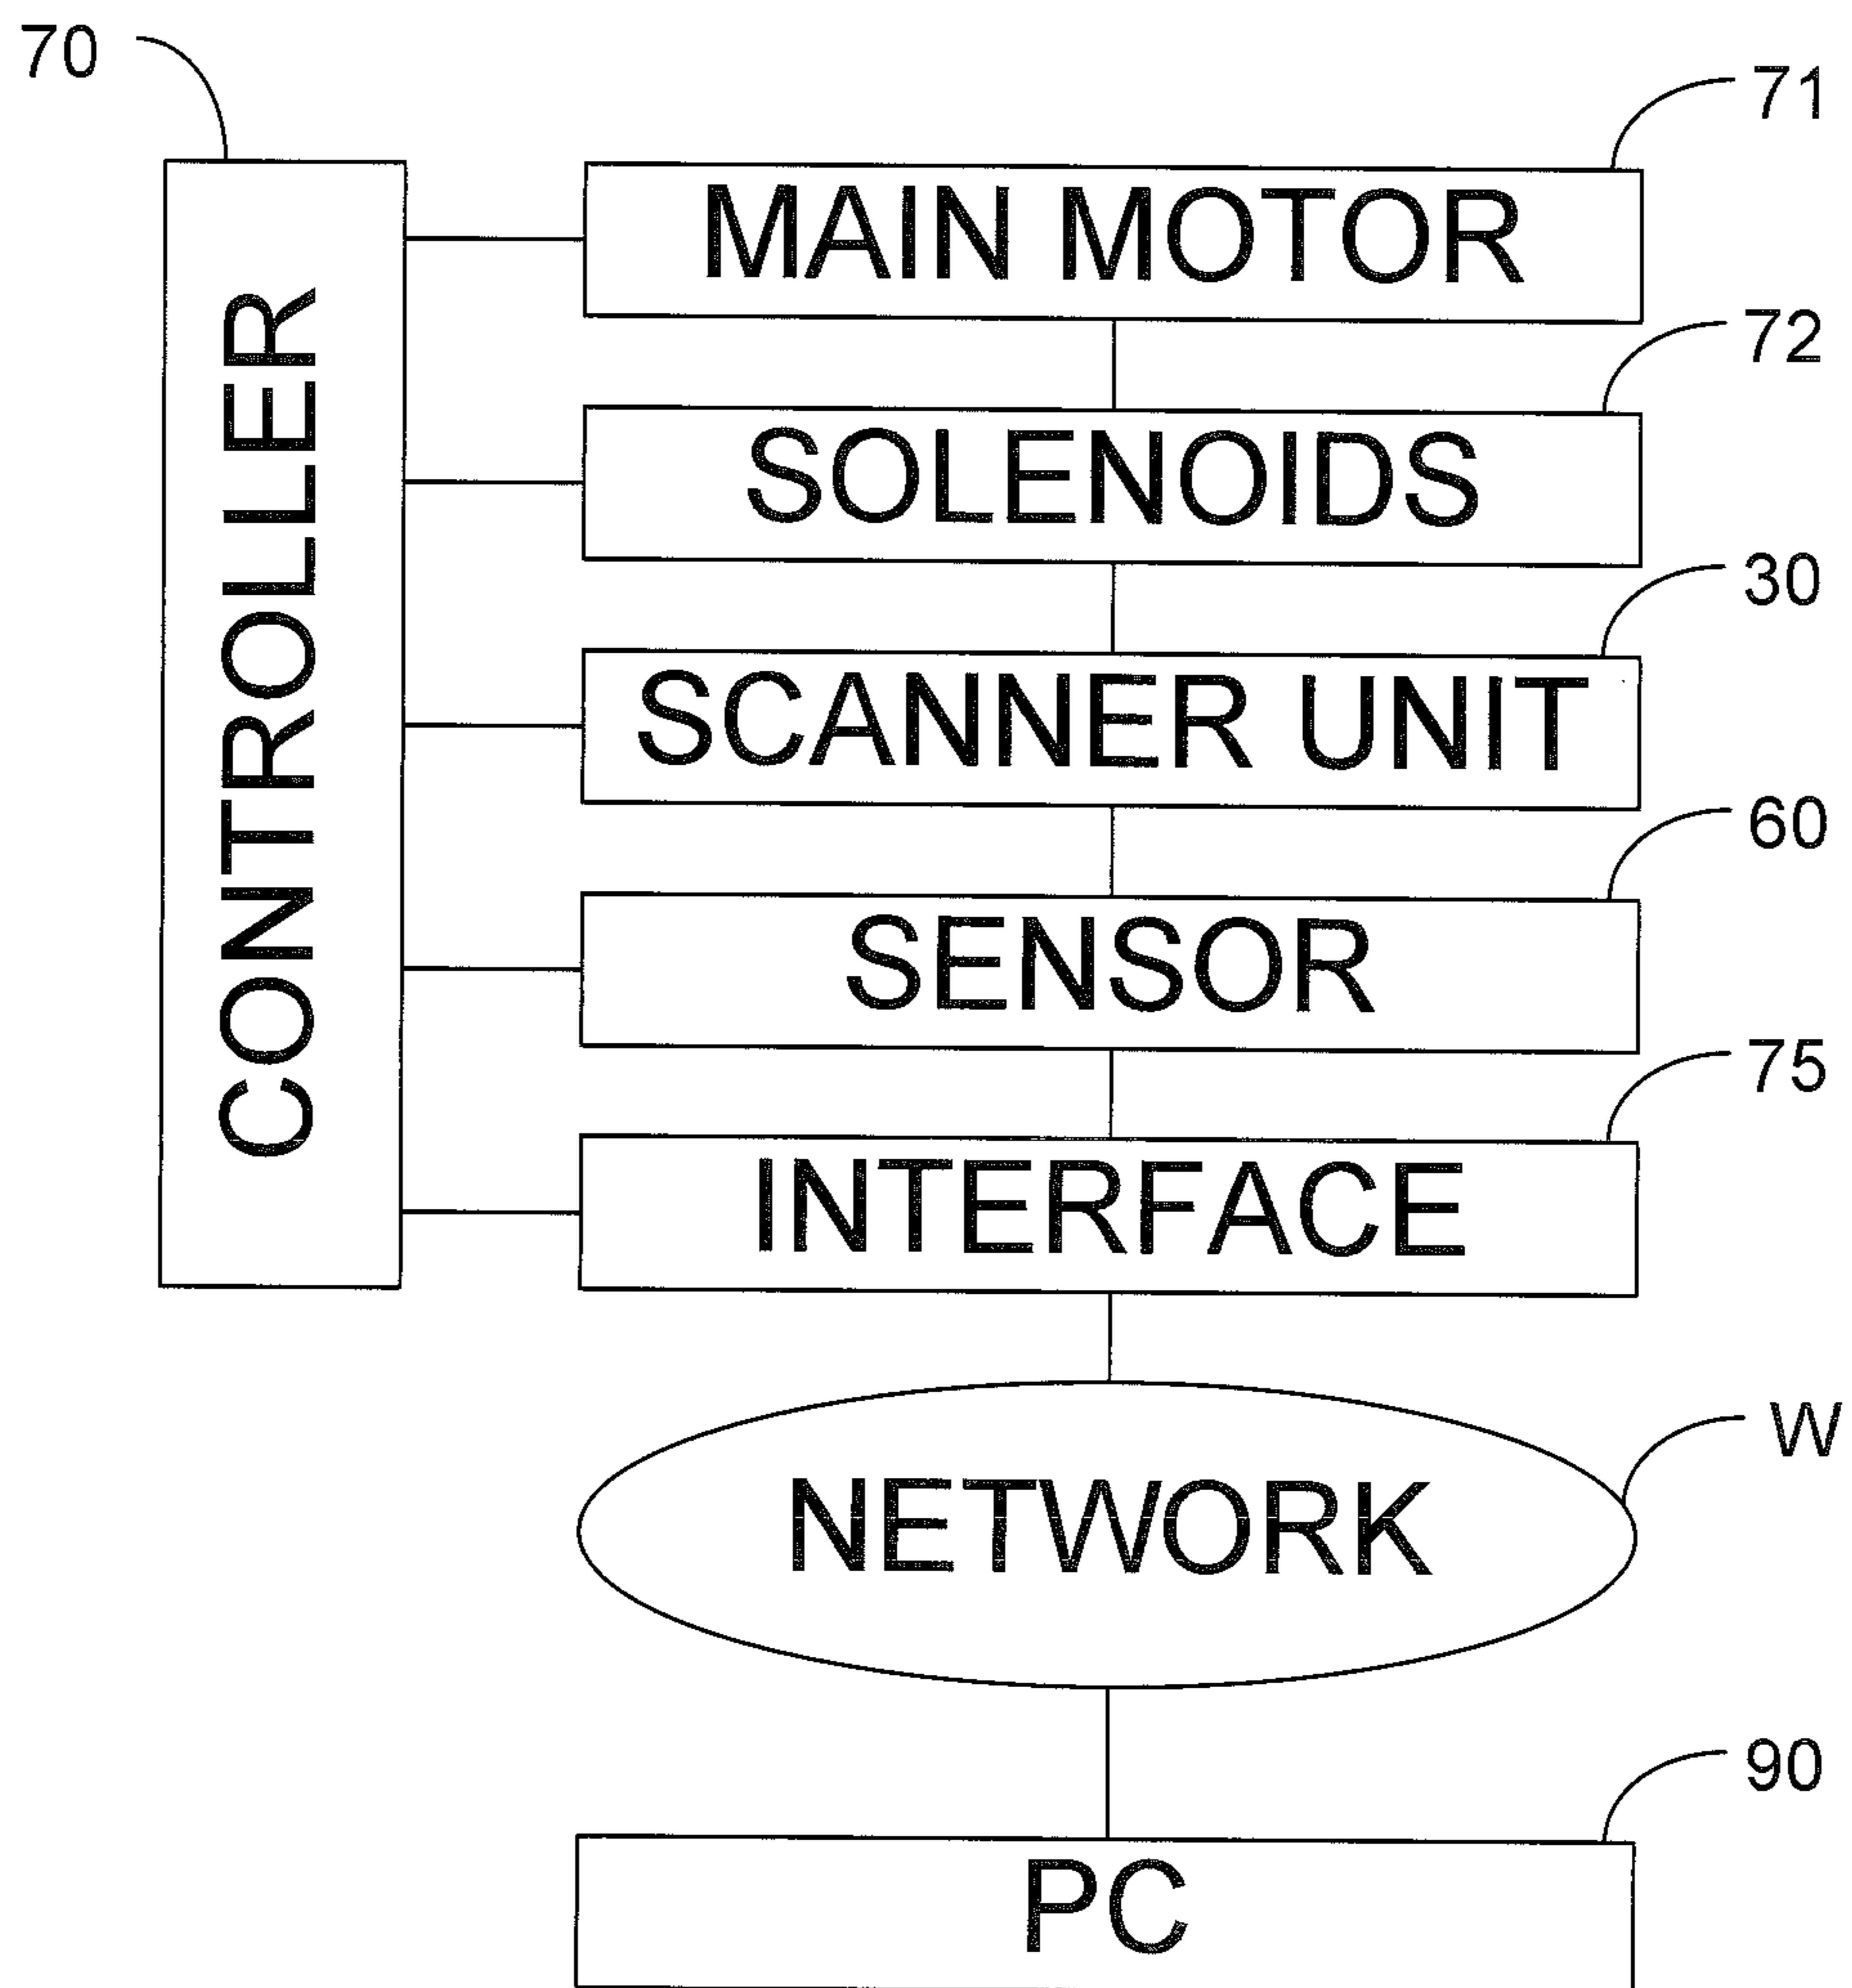 70
71
MAIN MOTOR
72
SOLENOIDS
30
SCANNER UNIT
60
SENSOR
75
INTERFACE
CONTROLLER
W
NETWORK
90
PC